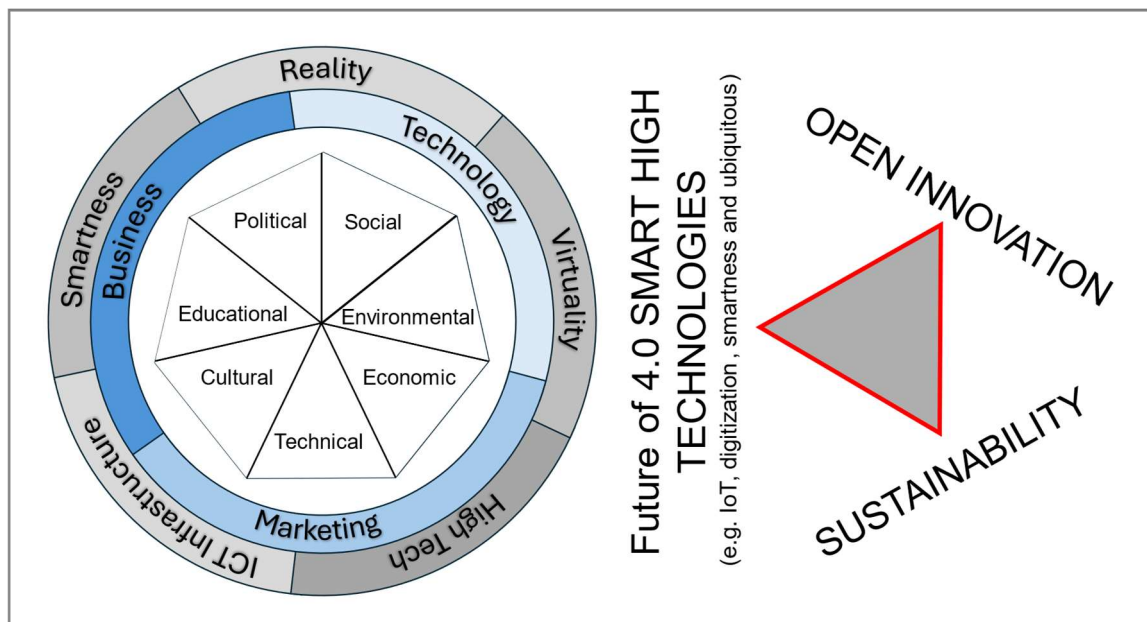 Reality
Smartness
Business
Technology
Virtuality
Political
Social
Educational
Environmental
Cultural
Economic
Technical
Marketing
High Tech
ICT Infrastructure
Future of 4.0 SMART HIGH
TECHNOLOGIES
(e.g. IoT, digitization , smartness and ubiquitous)
OPEN INNOVATION
SUSTAINABILITY